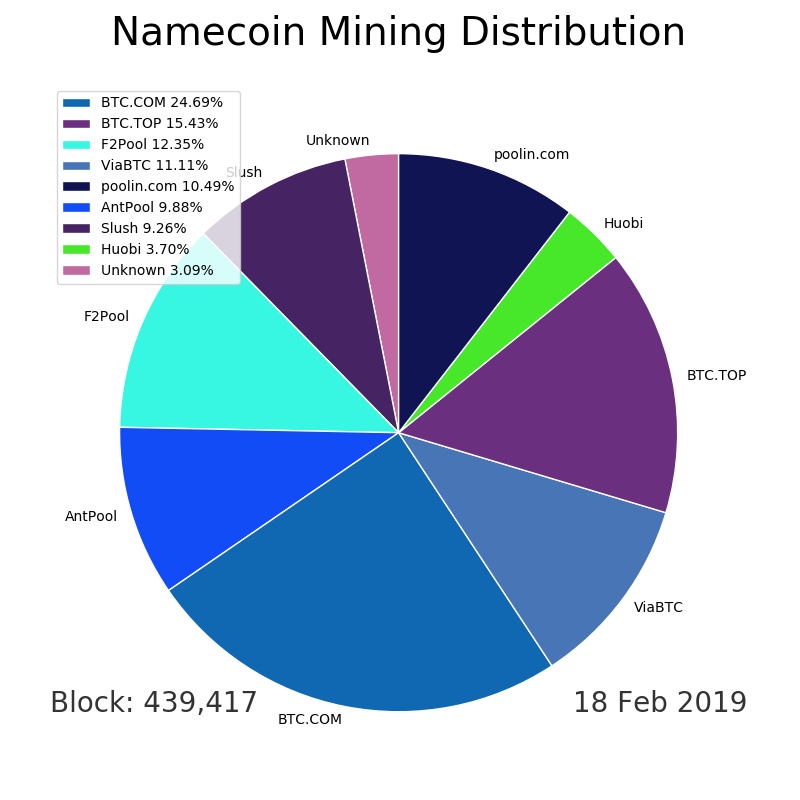 Namecoin Mining Distribution
BTC.COM 24.69%
BTC.TOP 15.43%
F2Pool 12.35%
ViaBTC 11.11%
poolin.com 10.49%
AntPool 9.88%
Slush 9.26%
Huobi 3.70%
Unknown 3.09%
Unknown
poolin.com
Slush
Huobi
F2Pool
BTC.TOP
AntPool
ViaBTC
BTC.COM
Block: 439,417
18 Feb 2019